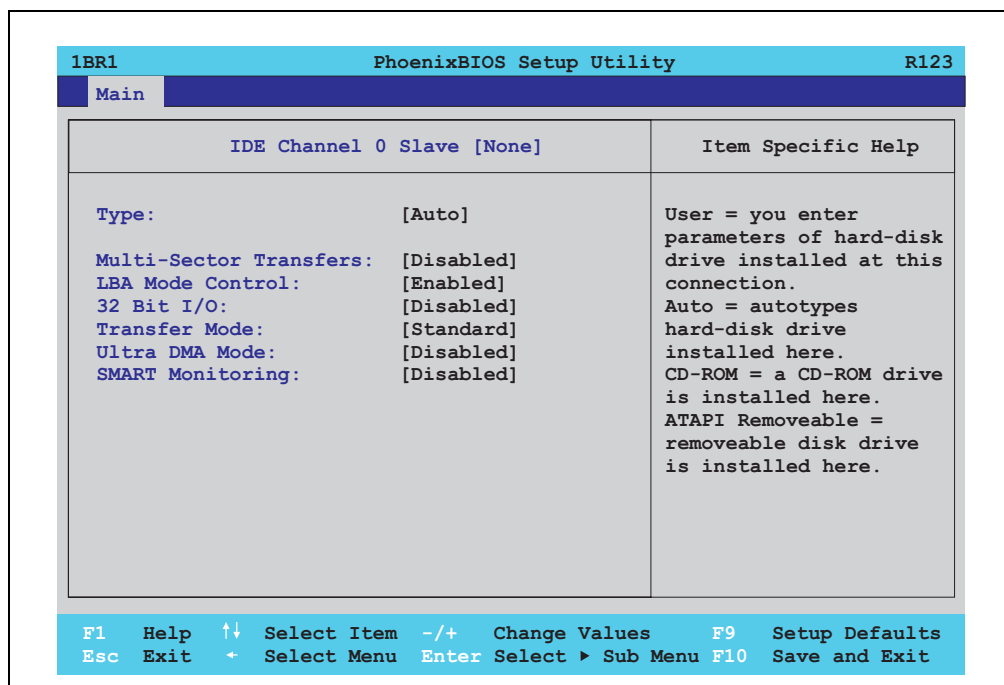 1BR1 PhoenixBIOS Setup Utility R123
Main
IDE Channel 0 Slave [None]
Type: [Auto]
Multi-Sector Transfers: [Disabled]
LBA Mode Control: [Enabled]
32 Bit I/O: [Disabled]
Transfer Mode: [Standard]
Ultra DMA Mode: [Disabled]
SMART Monitoring: [Disabled]
Item Specific Help
User = you enter
parameters of hard-disk
drive installed at this
connection.
Auto = autotypes
hard-disk drive
installed here.
CD-ROM = a CD-ROM drive
is installed here.
ATAPI Removeable =
removeable disk drive
is installed here.
F1 Help ↑↓ Select Item -/+ Change Values F9 Setup Defaults
Esc Exit ← Select Menu Enter Select ▶ Sub Menu F10 Save and Exit